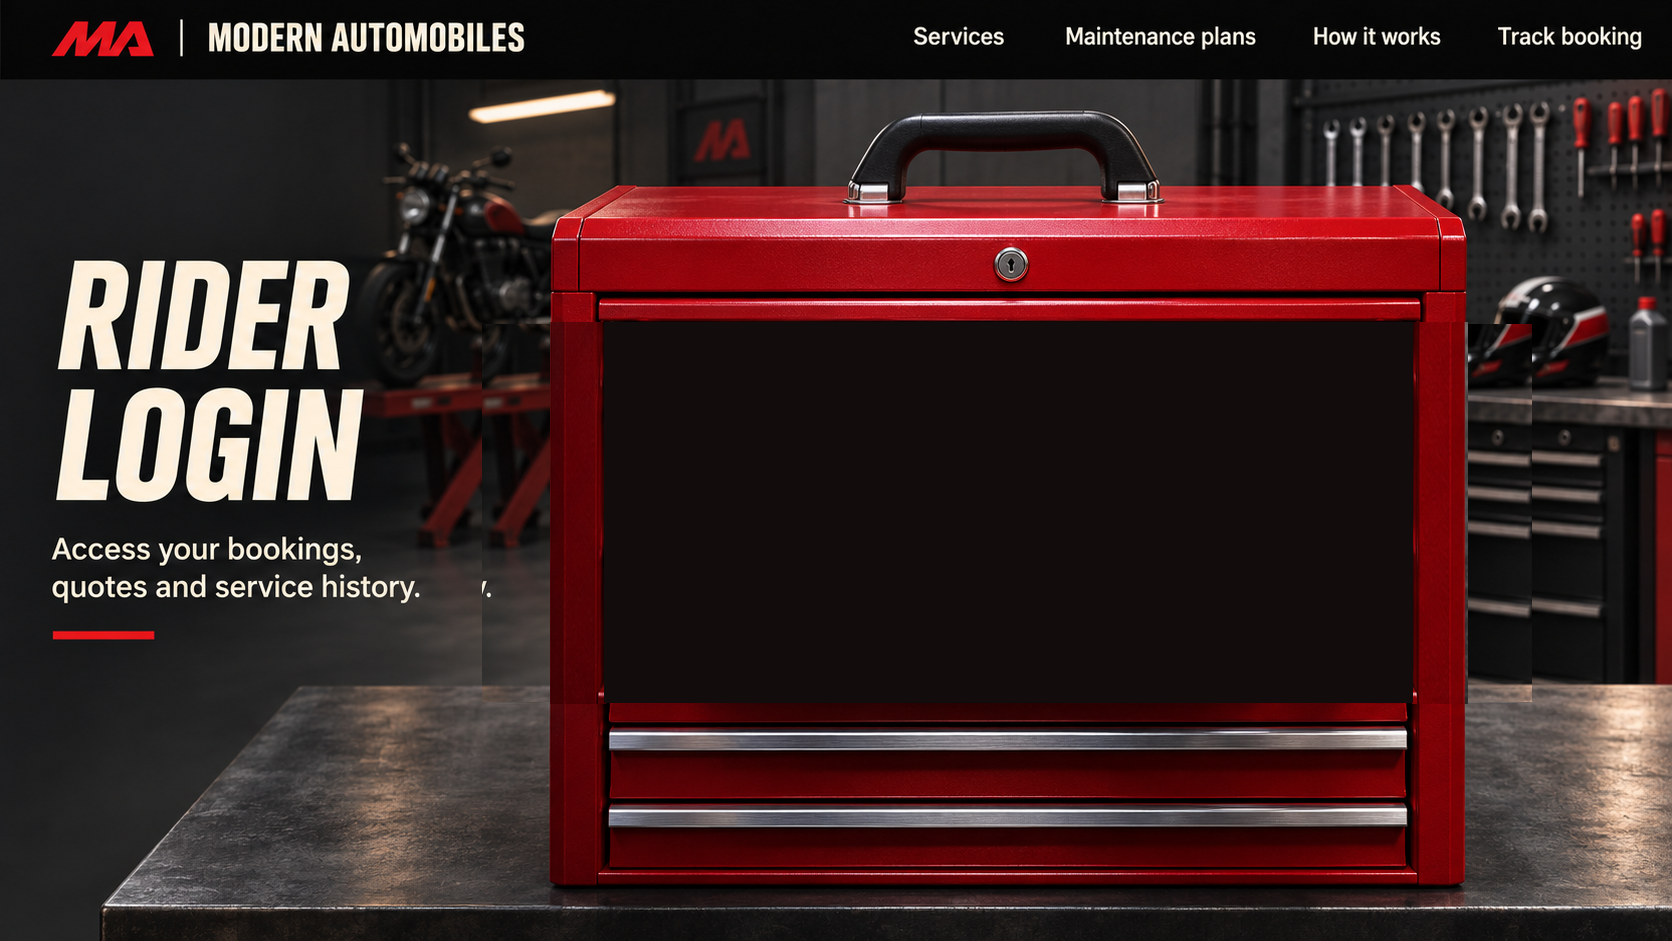 MA
MODERN AUTOMOBILES
Services
Maintenance plans
How it works
Track booking
MA
RIDER
LOGIN
Access your bookings,
quotes and service history.
y.